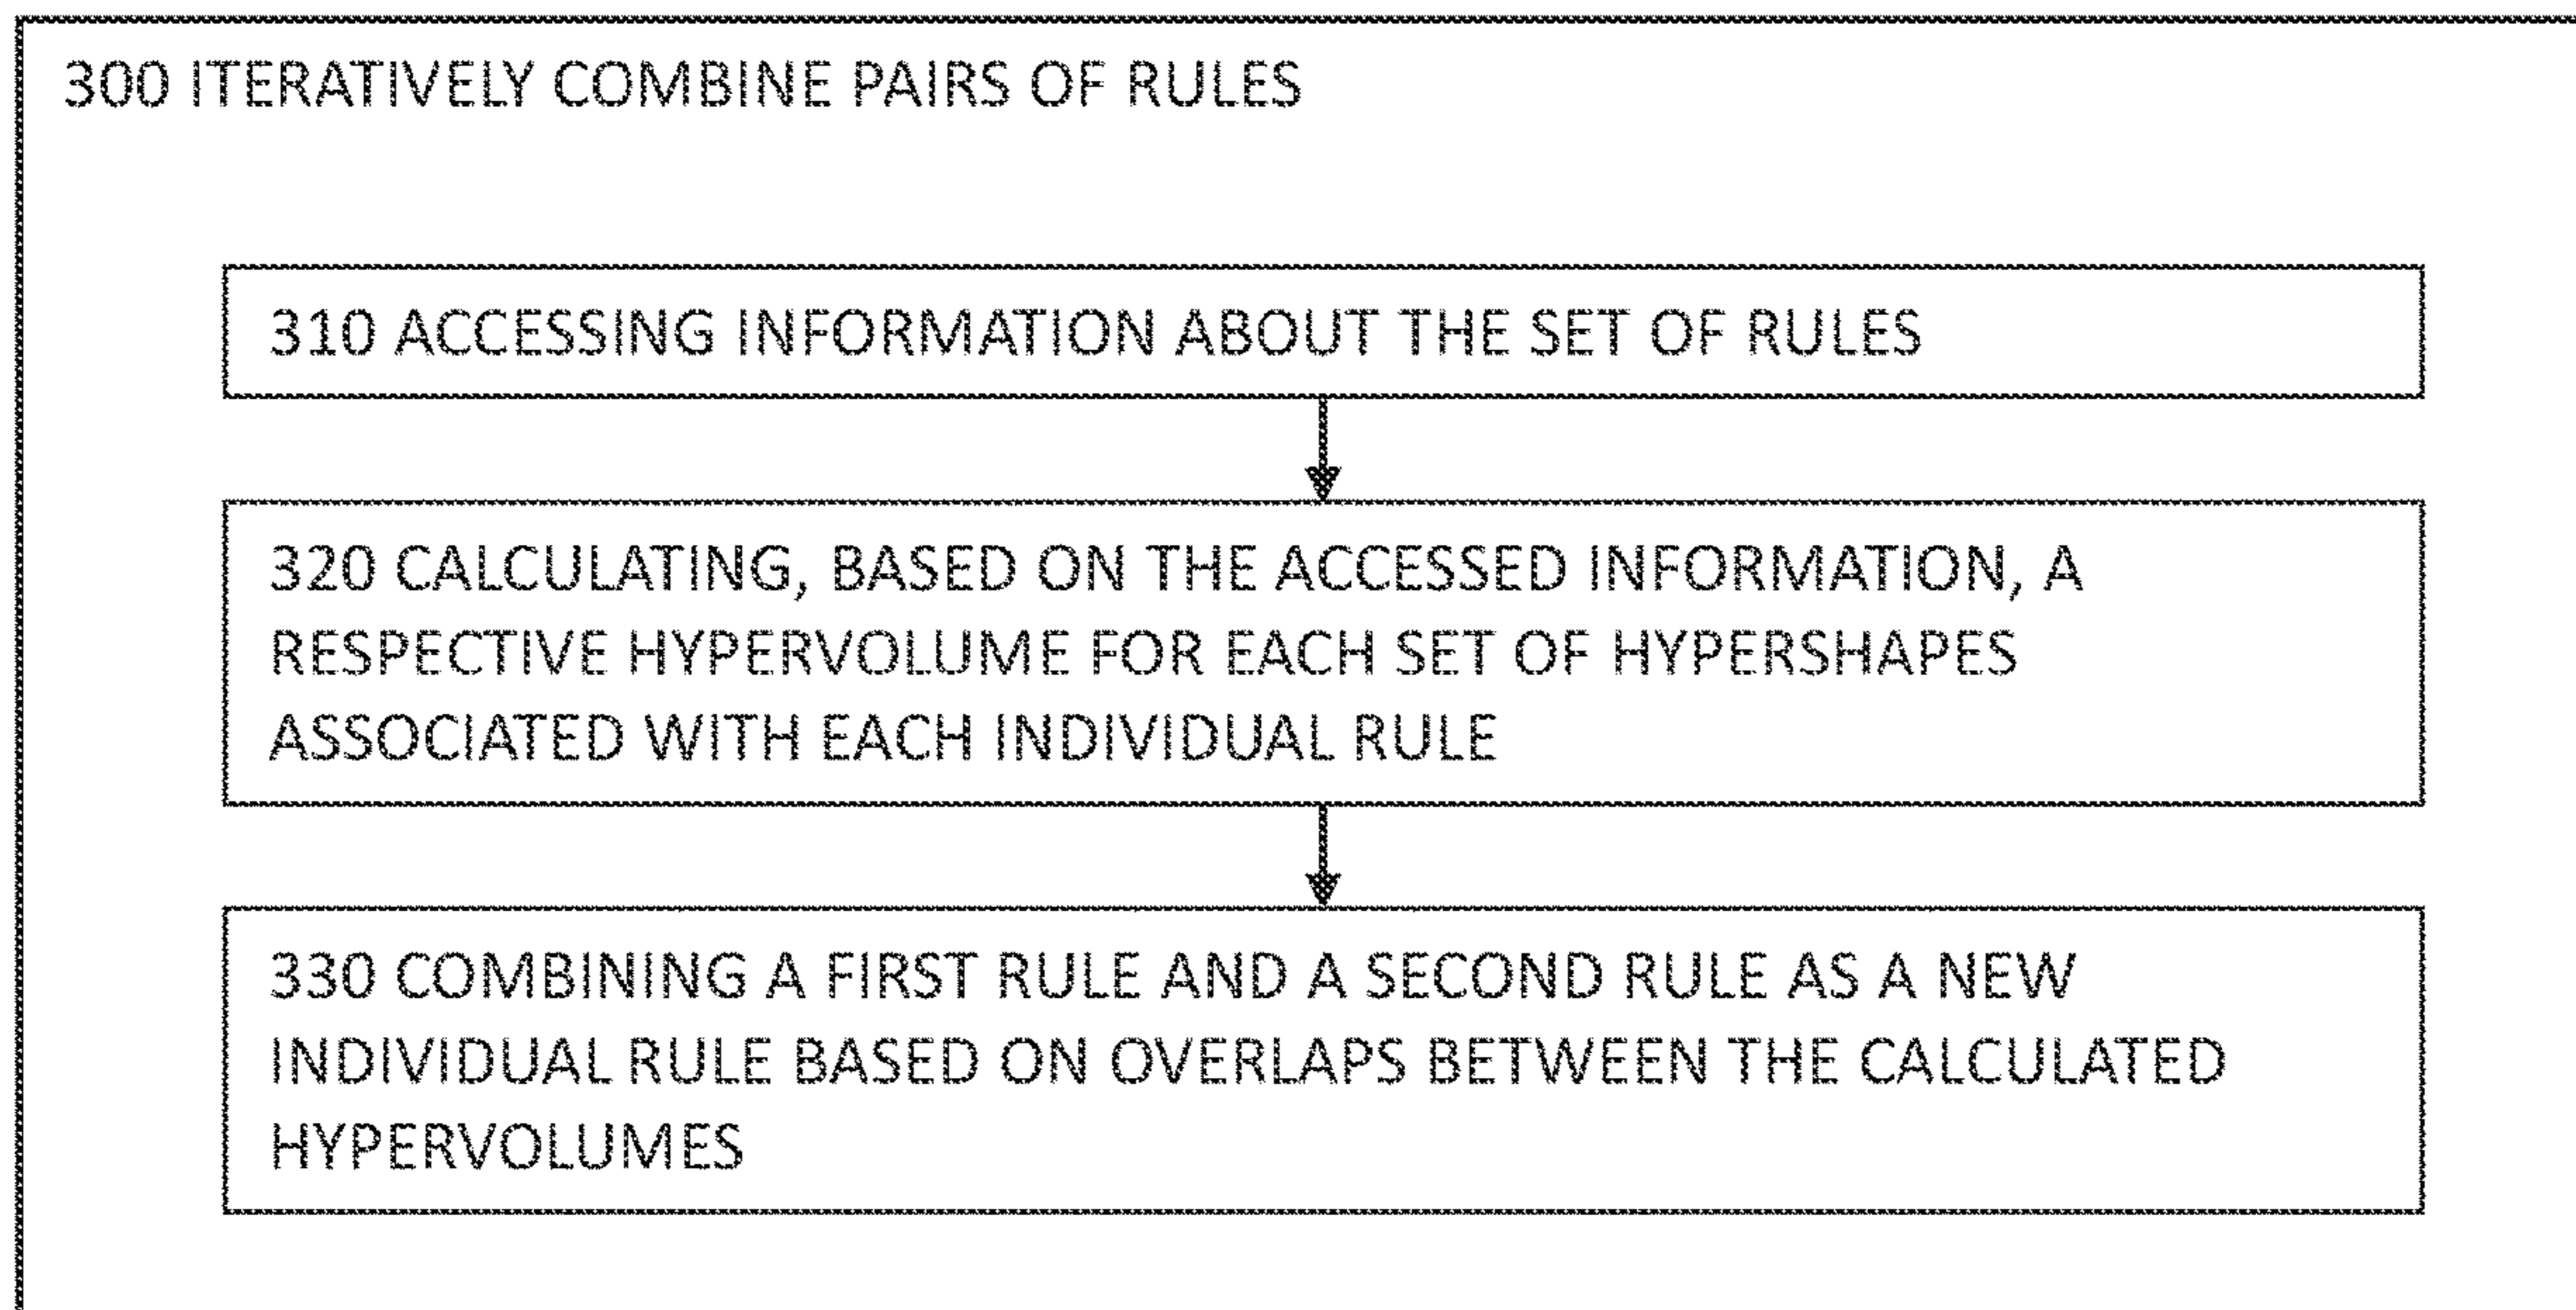 300 ITERATIVELY COMBINE PAIRS OF RULES
310 ACCESSING INFORMATION ABOUT THE SET OF RULES
320 CALCULATING, BASED ON THE ACCESSED INFORMATION, A
RESPECTIVE HYPERVOLUME FOR EACH SET OF HYPERSHAPES
ASSOCIATED WITH EACH INDIVIDUAL RULE
330 COMBINING A FIRST RULE AND A SECOND RULE AS A NEW
INDIVIDUAL RULE BASED ON OVERLAPS BETWEEN THE CALCULATED
HYPERVOLUMES